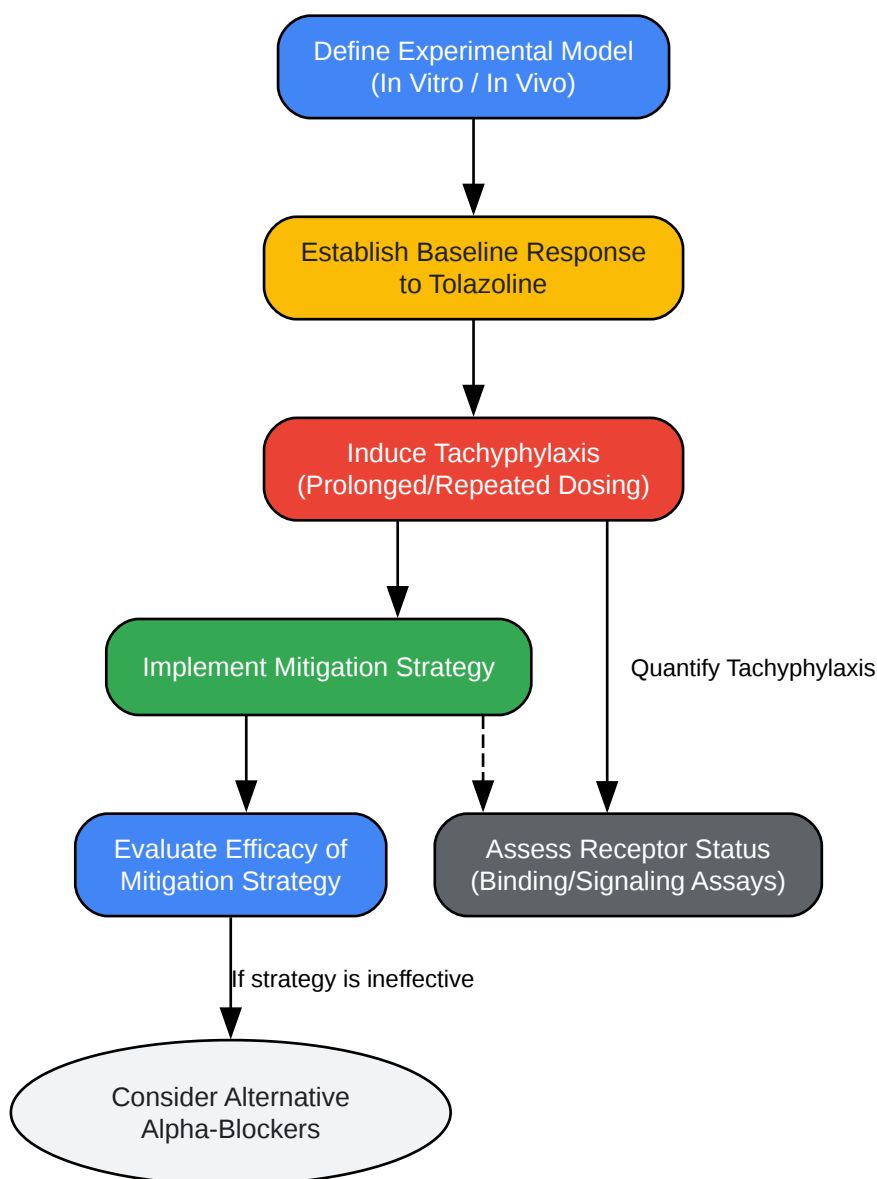 Define Experimental Model
(In Vitro / In Vivo)
Establish Baseline Response
to Tolazoline
Induce Tachyphylaxis
(Prolonged/Repeated Dosing)
Implement Mitigation Strategy
Quantify Tachyphylaxis
Evaluate Efficacy of
Mitigation Strategy
Assess Receptor Status
(Binding/Signaling Assays)
If strategy is ineffective
Consider Alternative
Alpha-Blockers